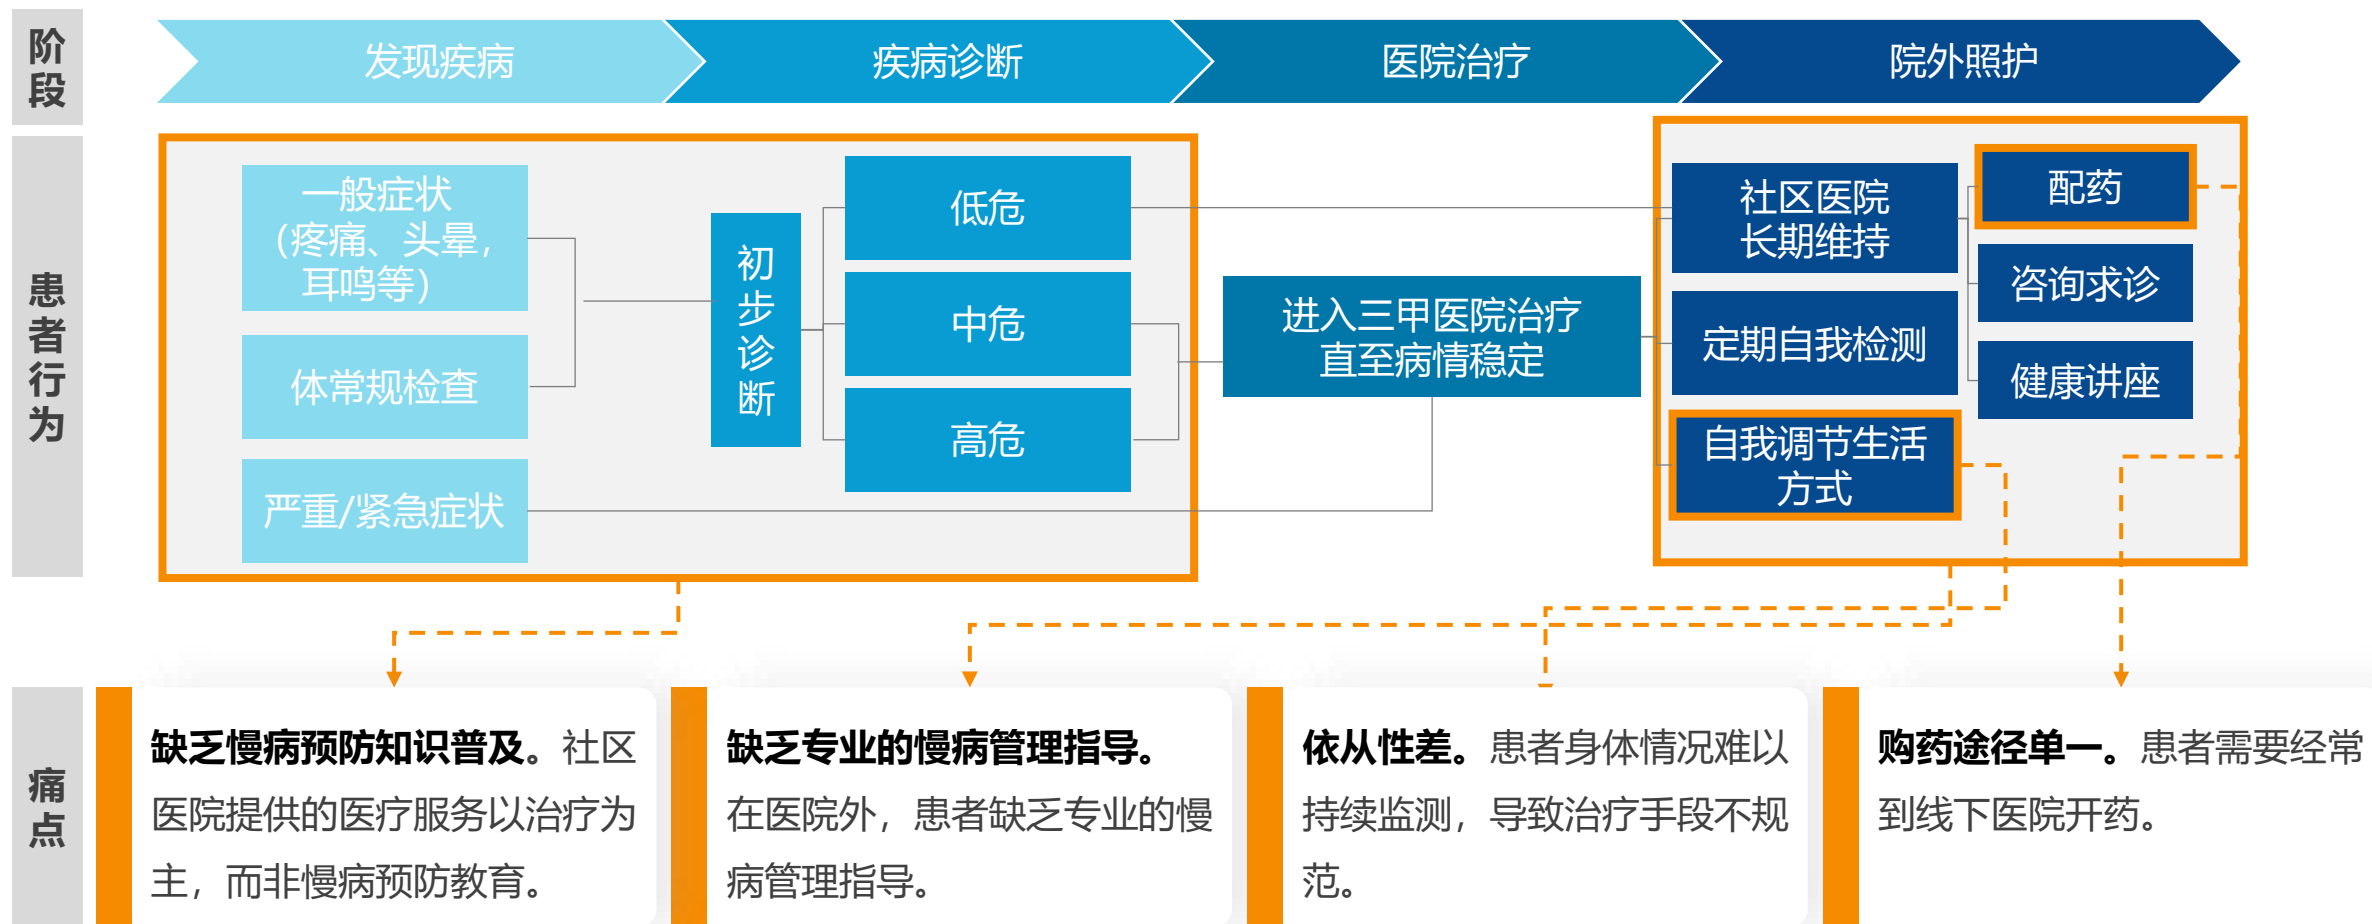 阶段
发现疾病
疾病诊断
医院治疗
院外照护
患者行为
一般症状
（疼痛、头晕，
耳鸣等）
体常规检查
严重/紧急症状
初步诊断
低危
中危
高危
进入三甲医院治疗
直至病情稳定
社区医院
长期维持
定期自我检测
自我调节生活
方式
配药
咨询求诊
健康讲座
痛点
缺乏慢病预防知识普及。社区
医院提供的医疗服务以治疗为
主，而非慢病预防教育。
缺乏专业的慢病管理指导。
在医院外，患者缺乏专业的慢
病管理指导。
依从性差。患者身体情况难以
持续监测，导致治疗手段不规
范。
购药途径单一。患者需要经常
到线下医院开药。